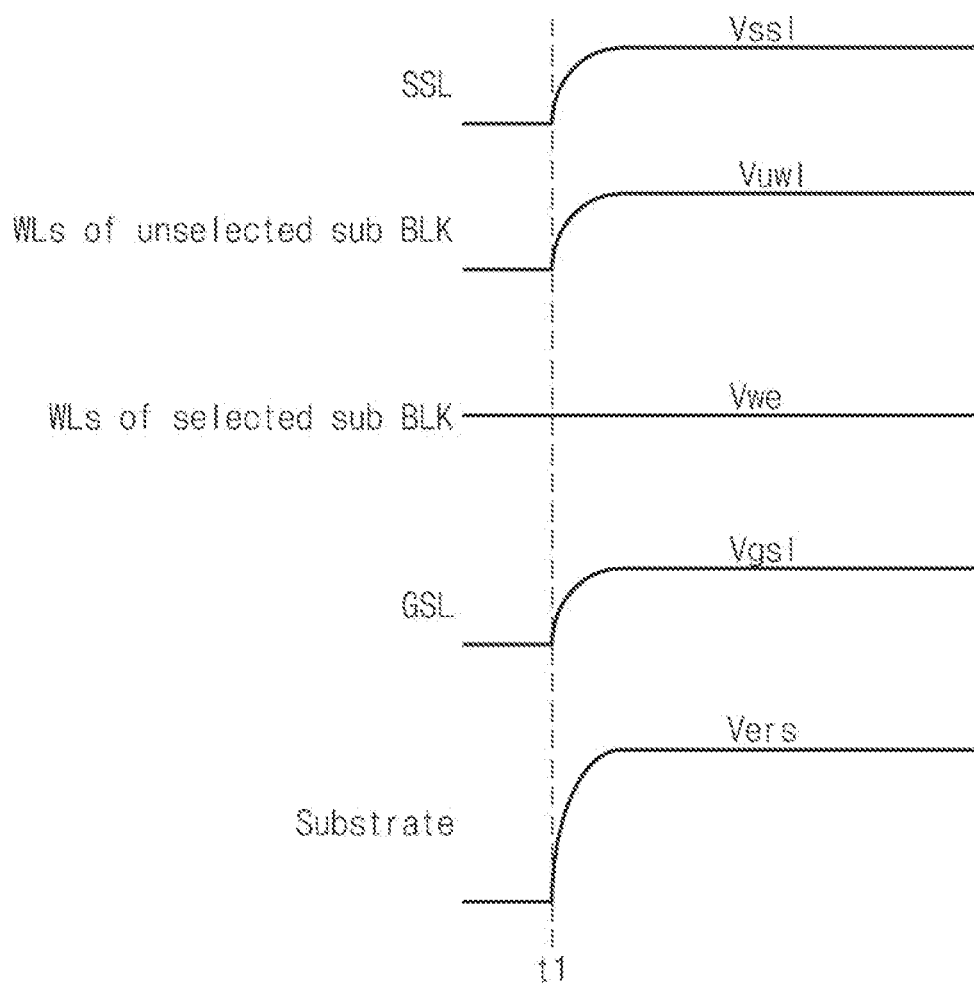 Vssl
SSL
Vuwl
WLs of unselected sub BLK
Vwe
WLs of selected sub BLK
Vgsl
GSL
Vers
Substrate
t1